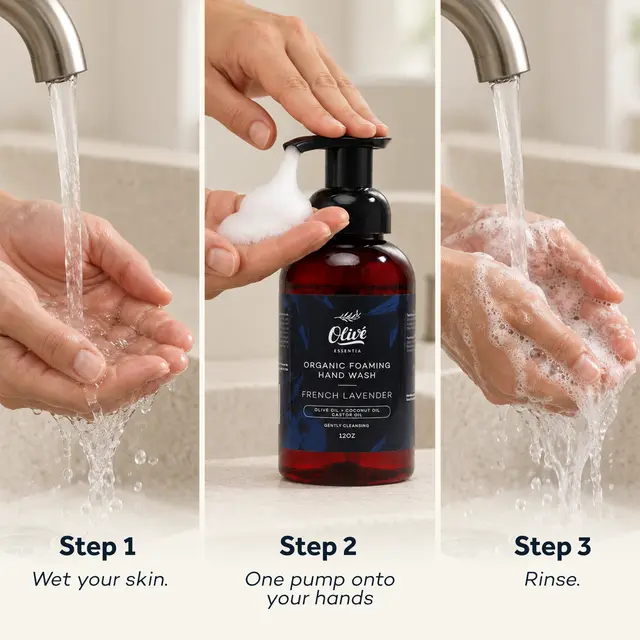 Olivé
ESSENTIA
ORGANIC FOAMING
HAND WASH
FRENCH LAVENDER
OLIVE OIL • COCONUT OIL
CASTOR OIL
GENTLY CLEANSING
12OZ
Step 1
Wet your skin.
Step 2
One pump onto
your hands
Step 3
Rinse.